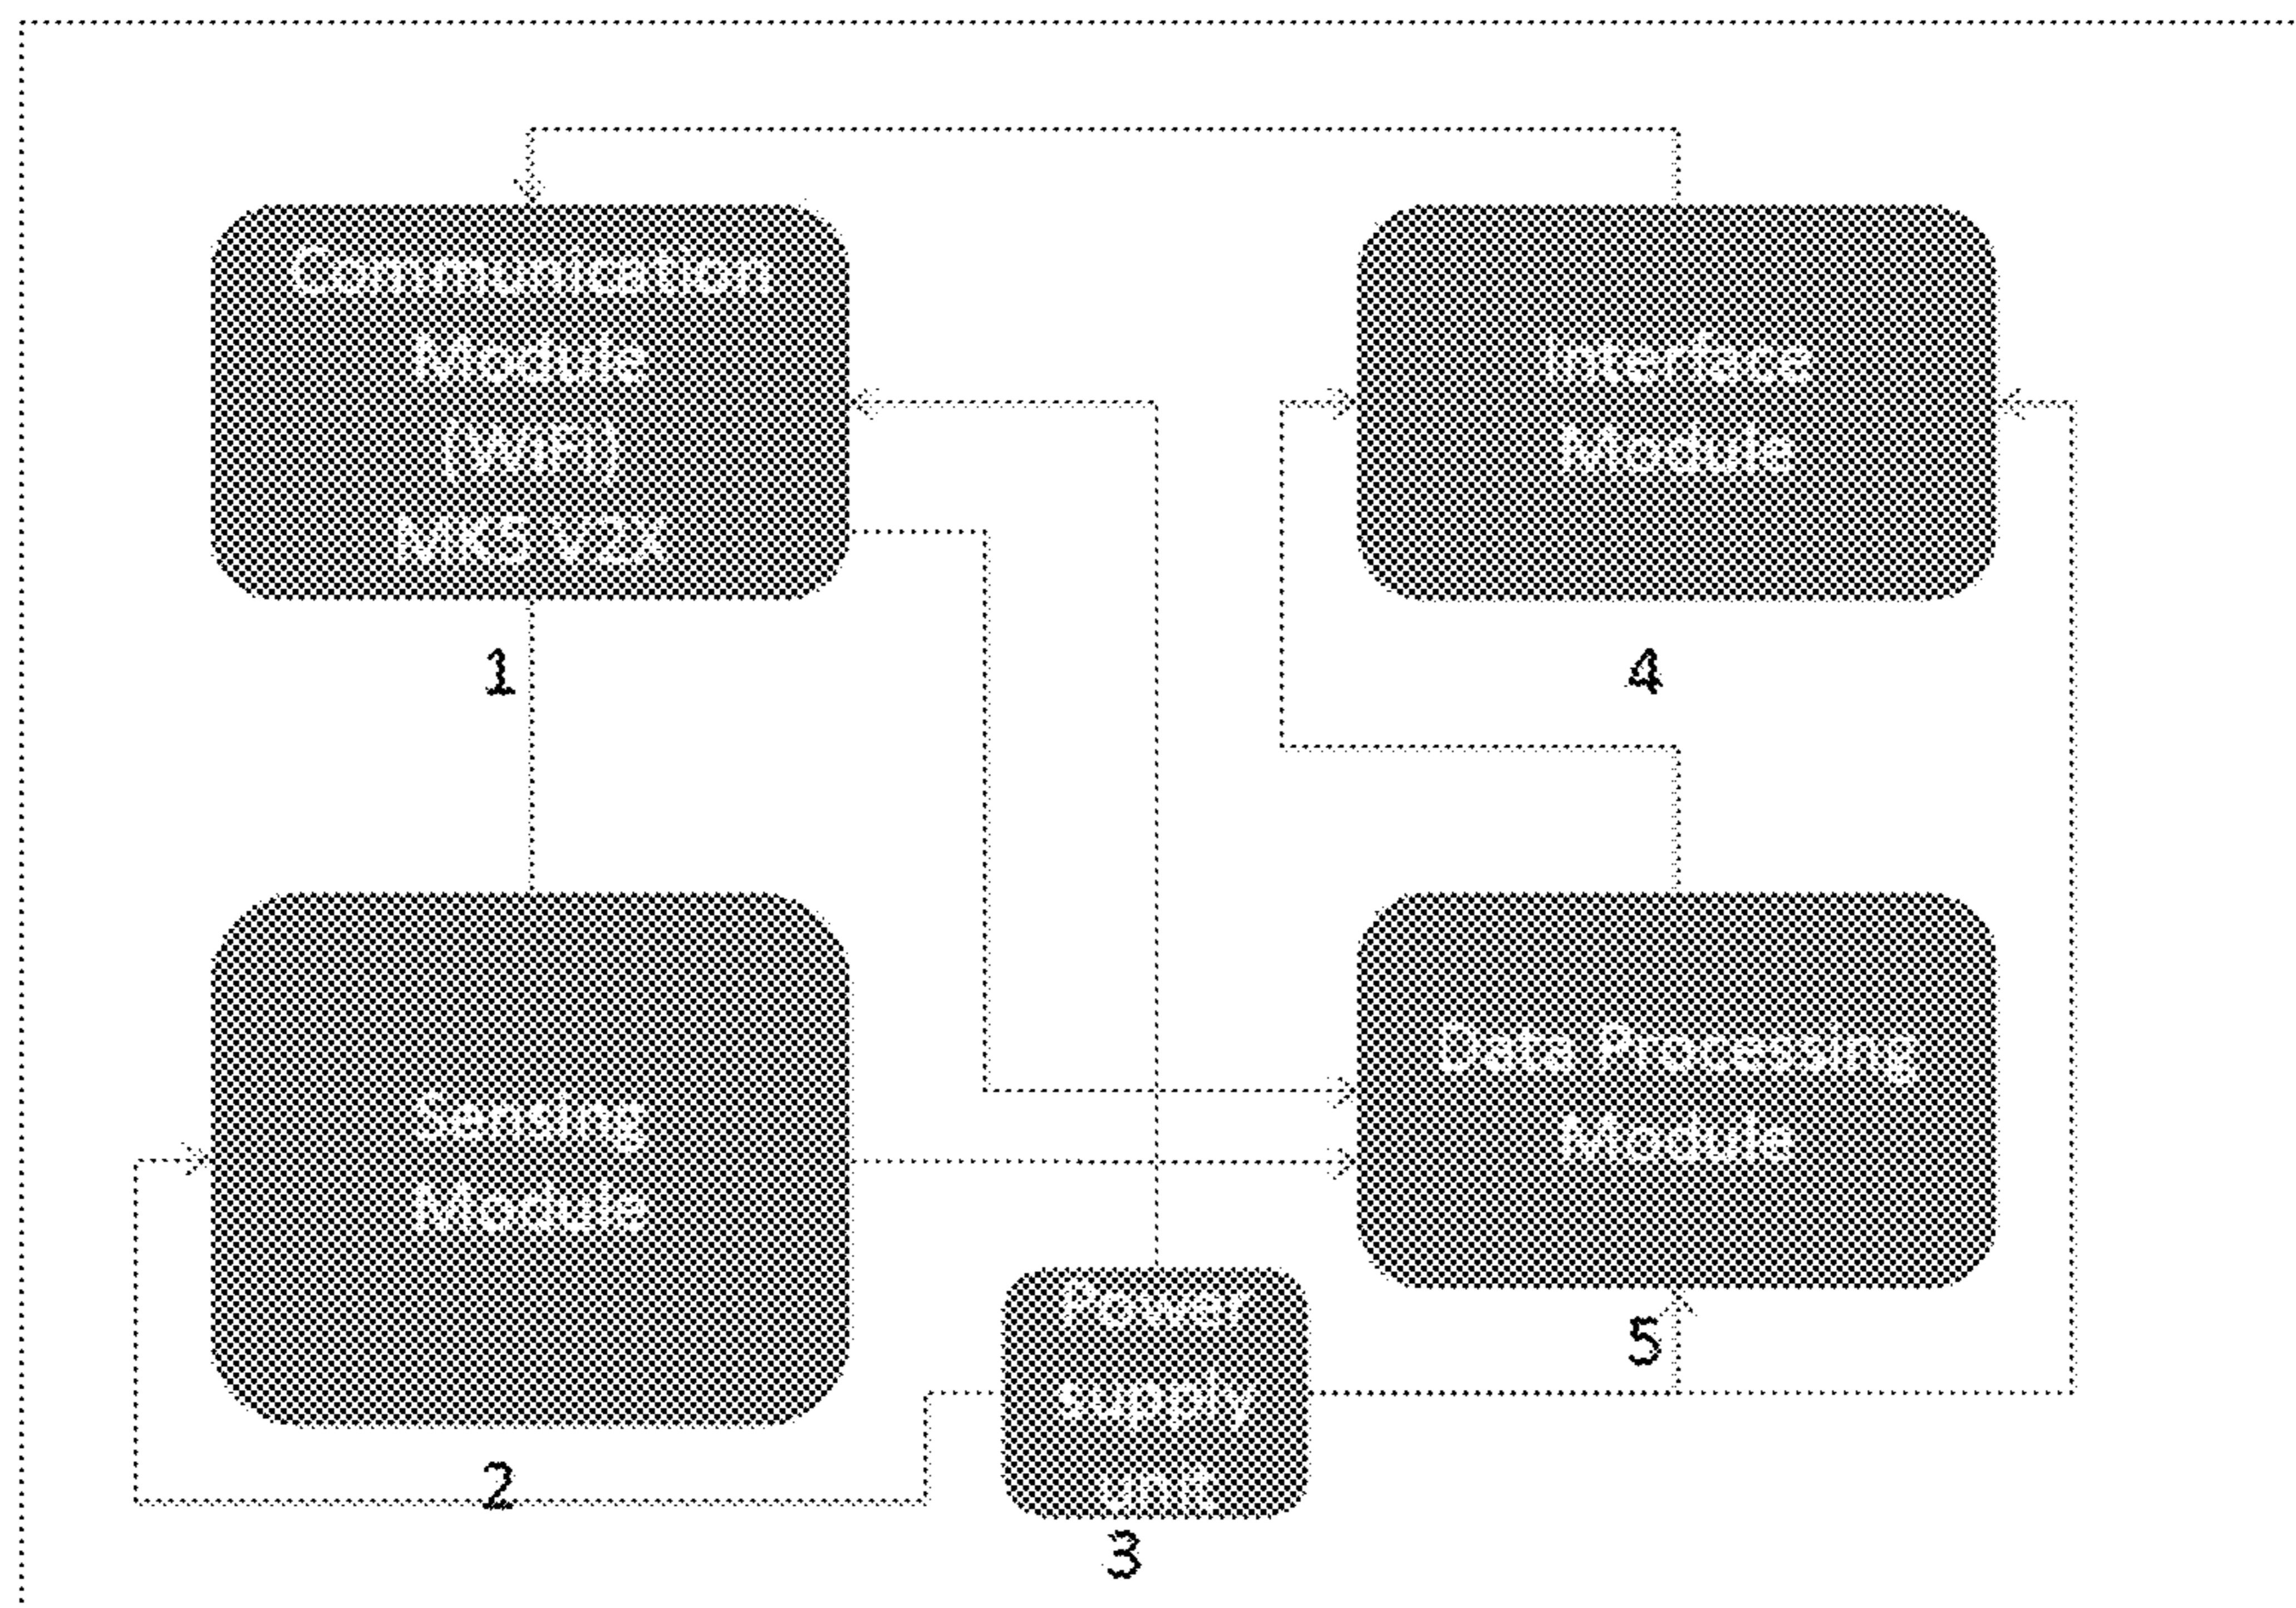 Communication
Module
(WiFi)
MK5 V2X
1
Interface
Module
4
Sensing
Module
2
Data Processing
Module
5
Power
supply
unit
3